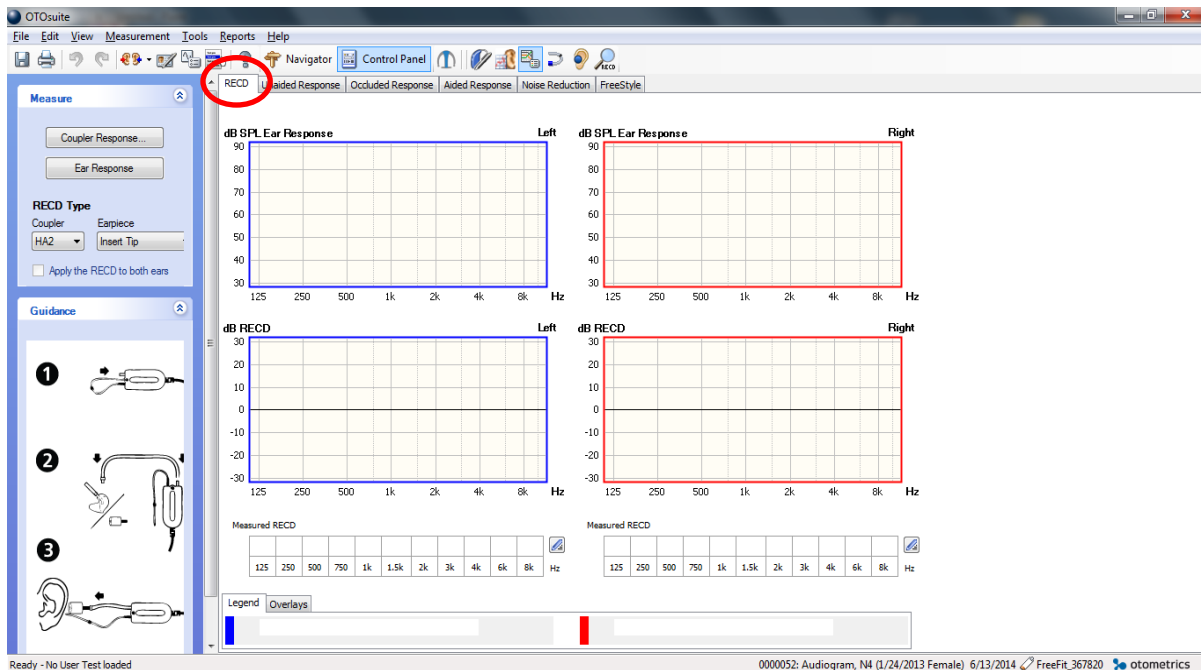 OTOsuite
File Edit View Measurement Tools Reports Help
Navigator Control Panel RECD
RECD Unaided Response Occluded Response Aided Response Noise Reduction FreeStyle
Measure
Coupler Response...
Ear Response
RECD Type
Coupler Earpiece
HA2 Insert Tip
Apply the RECD to both ears
Guidance
1
2
3
dB SPL Ear Response Left
90
80
70
60
50
40
30
125 250 500 1k 2k 4k 8k Hz
dB SPL Ear Response Right
90
80
70
60
50
40
30
125 250 500 1k 2k 4k 8k Hz
dB RECD Left
30
20
10
0
-10
-20
-30
125 250 500 1k 2k 4k 8k Hz
dB RECD Right
30
20
10
0
-10
-20
-30
125 250 500 1k 2k 4k 8k Hz
Measured RECD
125 250 500 750 1k 1.5k 2k 3k 4k 6k 8k Hz
Measured RECD
125 250 500 750 1k 1.5k 2k 3k 4k 6k 8k Hz
Legend Overlays
Ready - No User Test loaded
0000052: Audiogram, N4 (1/24/2013 Female) 6/13/2014 FreeFit_367820 otometrics